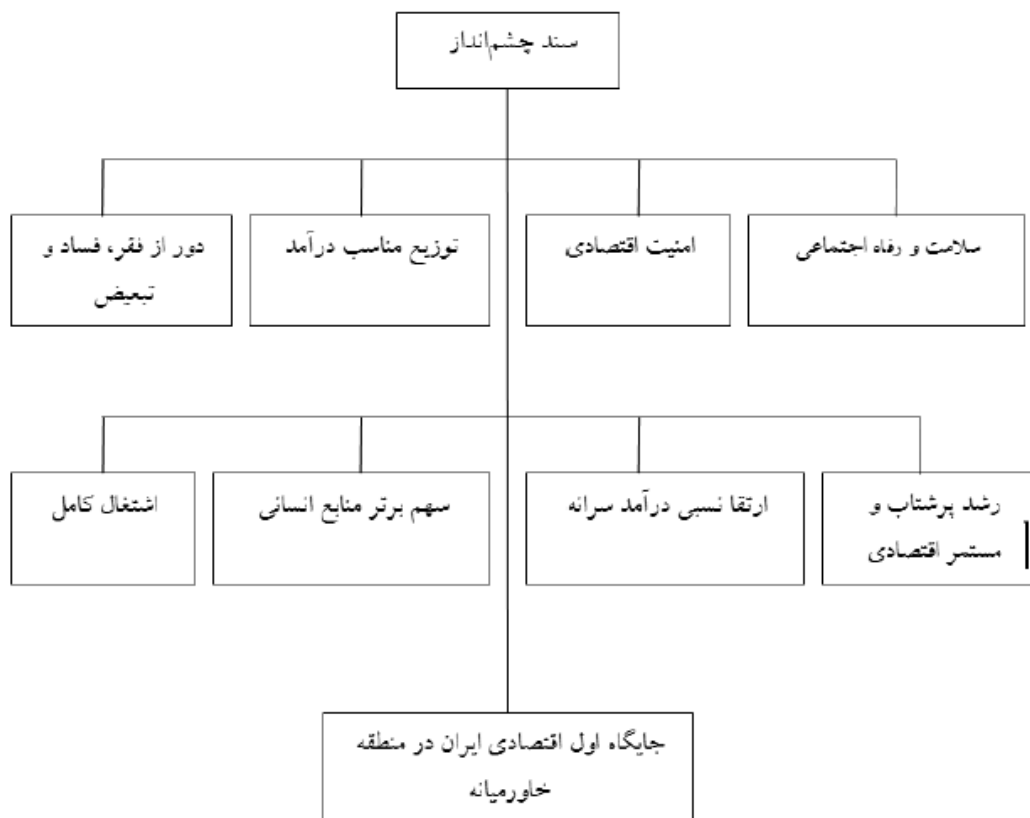 سند چشم‌انداز
سلامت و رفاه اجتماعی
امنیت اقتصادی
توزیع مناسب درآمد
دور از فقر، فساد و
تبعیض
رشد پرشتاب و
مستمر اقتصادی
ارتقا نسبی درآمد سرانه
سهم برتر منابع انسانی
اشتغال کامل
جایگاه اول اقتصادی ایران در منطقه
خاورمیانه